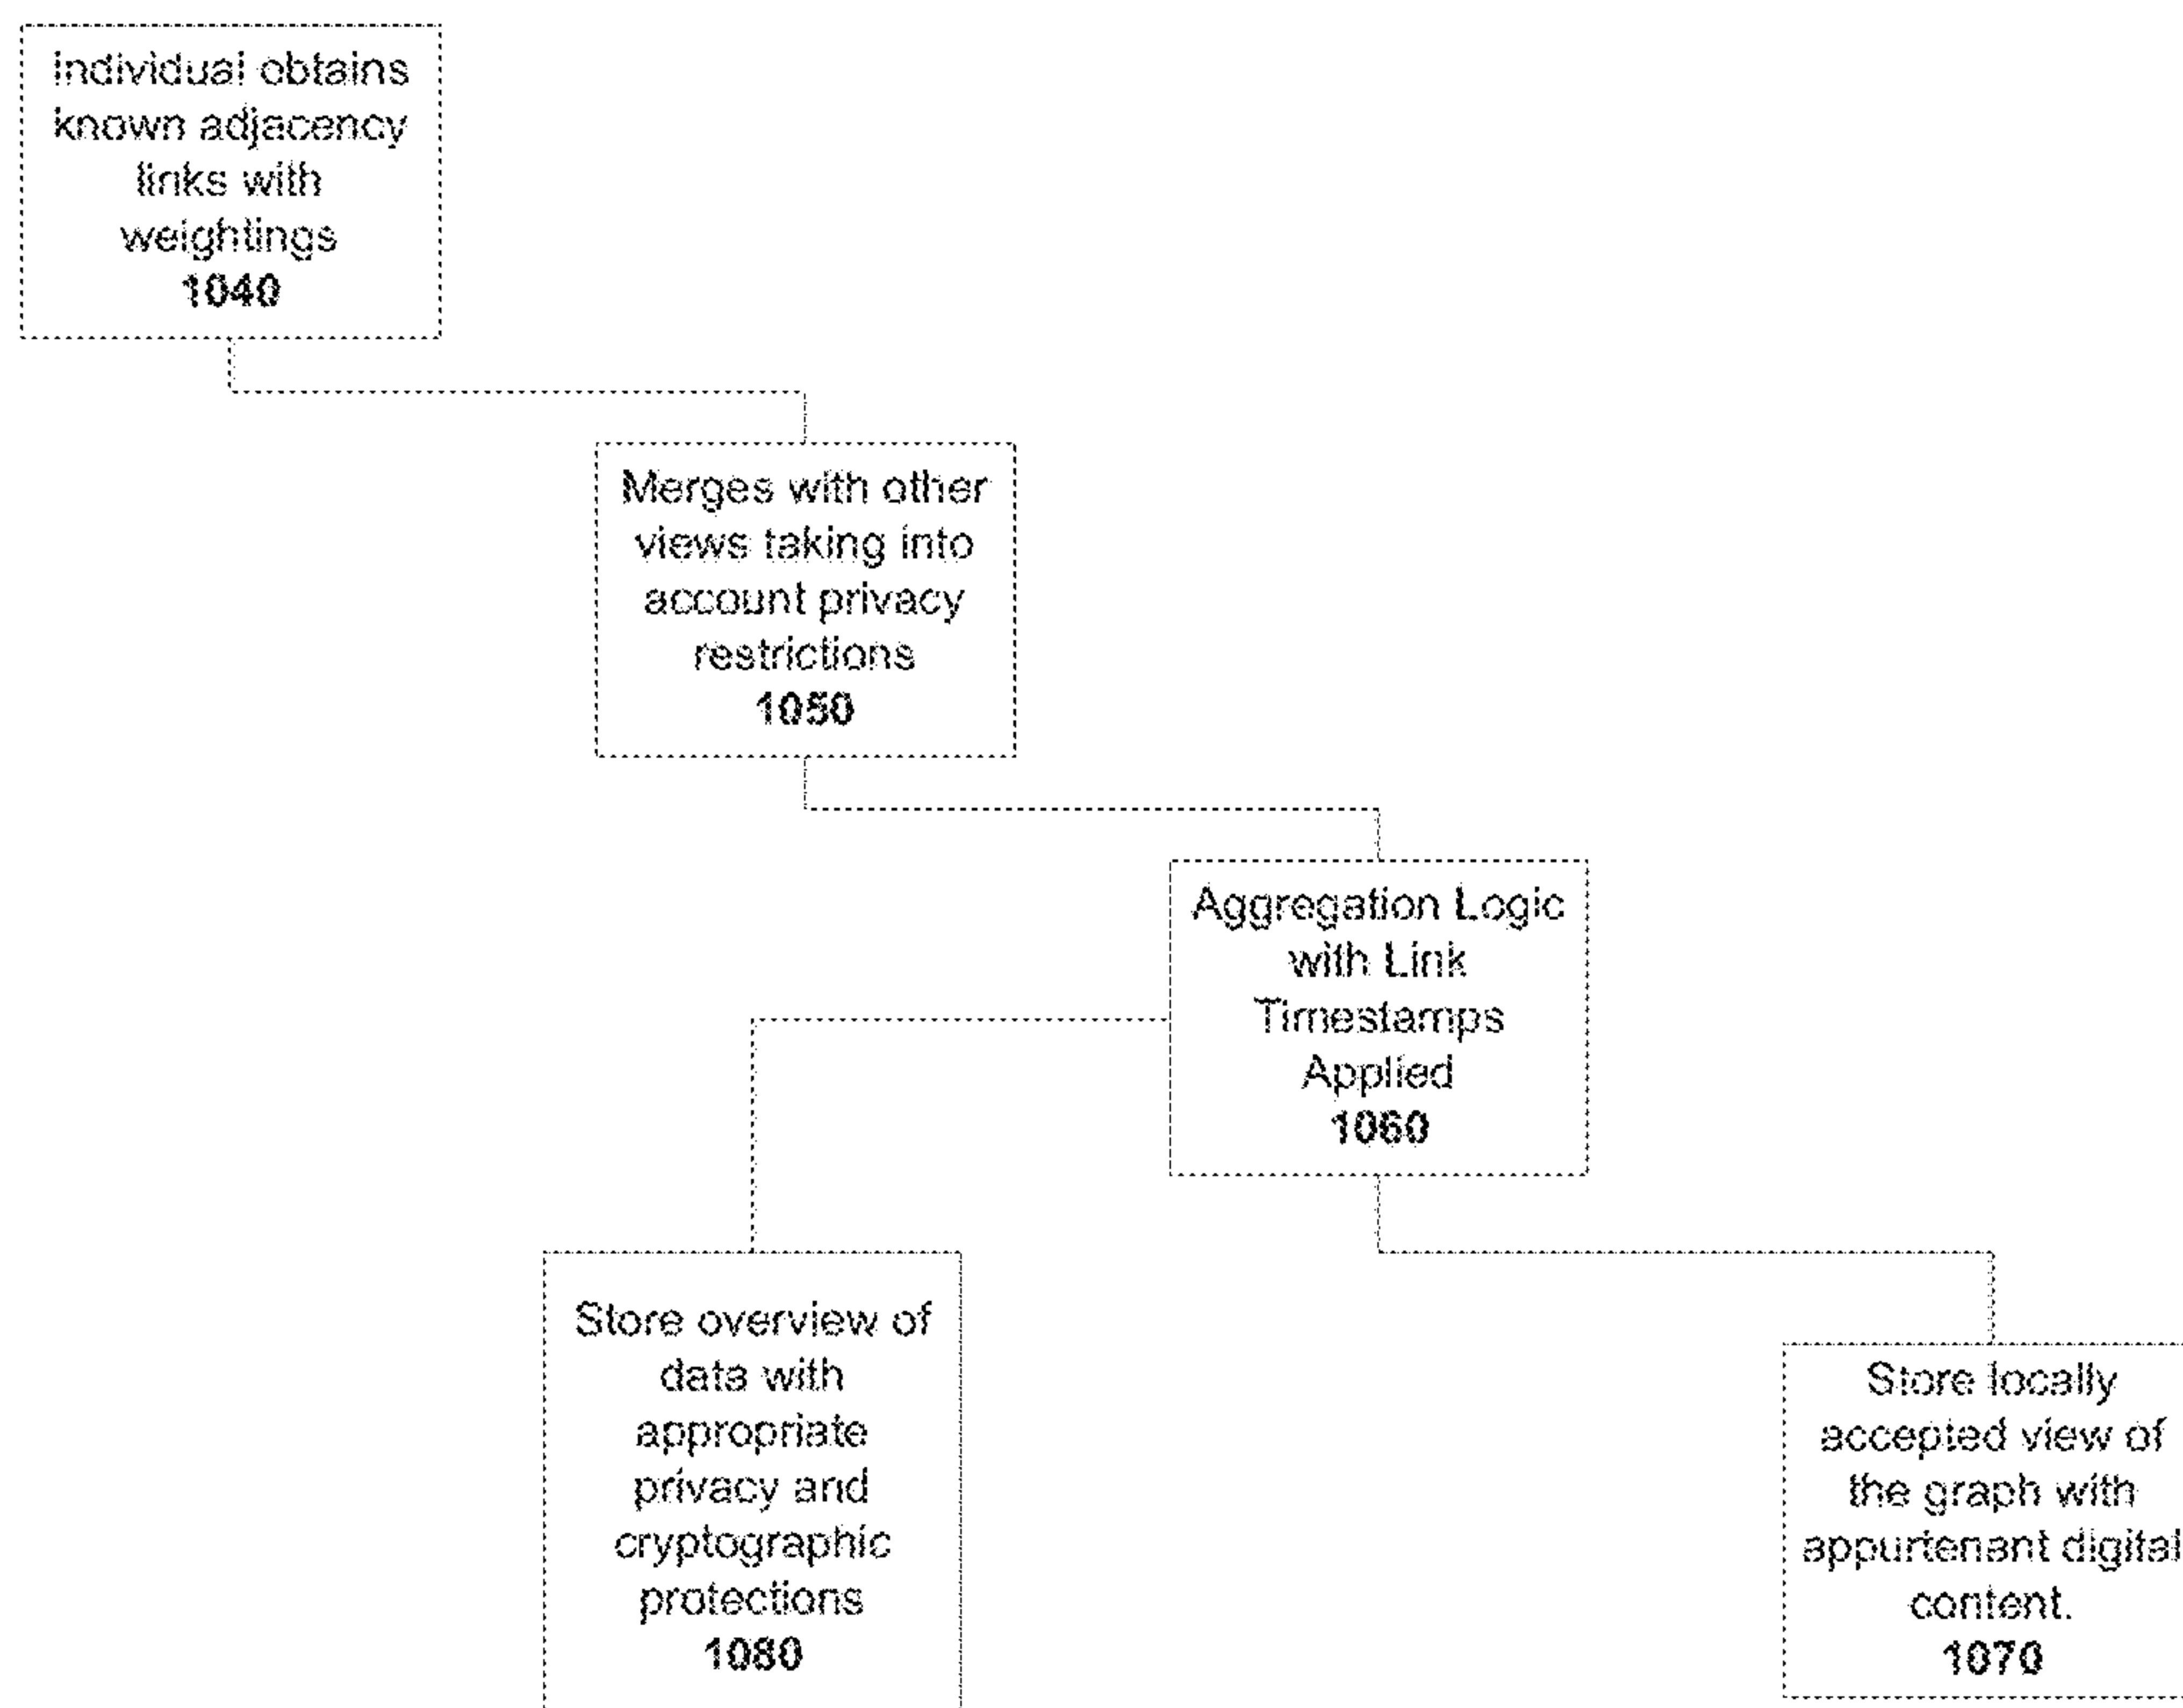 individual obtains
known adjacency
links with
weightings
1040
Merges with other
views taking into
account privacy
restrictions
1050
Aggregation Logic
with Link
Timestamps
Applied
1060
Store overview of
data with
appropriate
privacy and
cryptographic
protections
1080
Store locally
accepted view of
the graph with
appurtenant digital
content.
1070